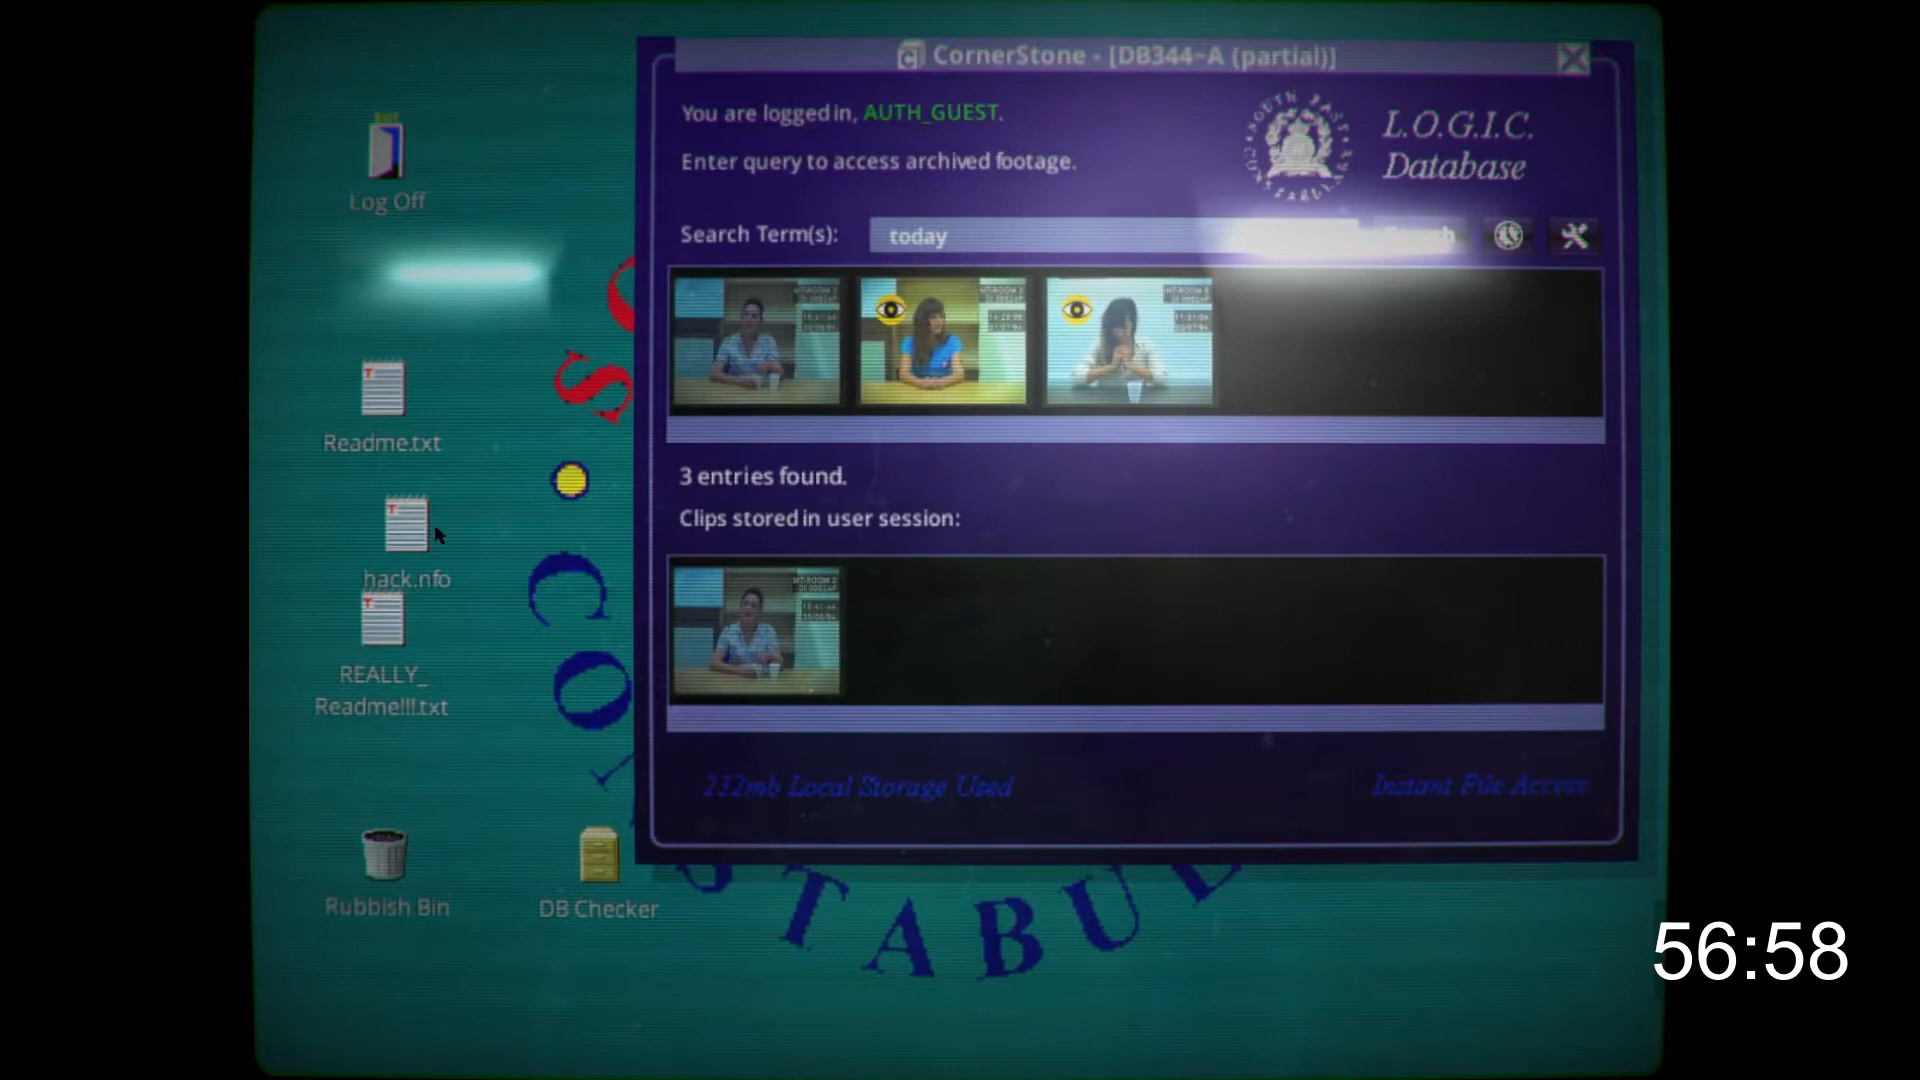 CornerStone - [DB344-A (partial)]
You are logged in, AUTH_GUEST.
Enter query to access archived footage.
L.O.G.I.C.
Database
Search Term(s):
today
3 entries found.
Clips stored in user session:
232mb Local Storage Used
Instant File Access
Log Off
Readme.txt
hack.nfo
REALLY_
Readme!!!.txt
Rubbish Bin
DB Checker
S
CO
STABUL
56:58